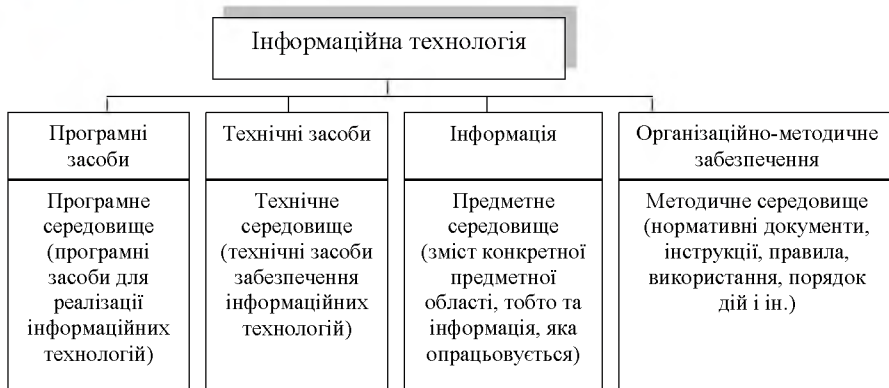 Інформаційна технологія
Програмні
засоби
Програмне
середовище
(програмні
засоби для
реалізації
інформаційних
технологій)
Технічні засоби
Технічне
середовище
(технічні засоби
забезпечення
інформаційних
технологій)
Інформація
Предметне
середовище
(зміст конкретної
предметної
області, тобто та
інформація, яка
опрацьовується)
Організаційно-методичне
забезпечення
Методичне середовище
(нормативні документи,
інструкції, правила,
використання, порядок
дій і ін.)